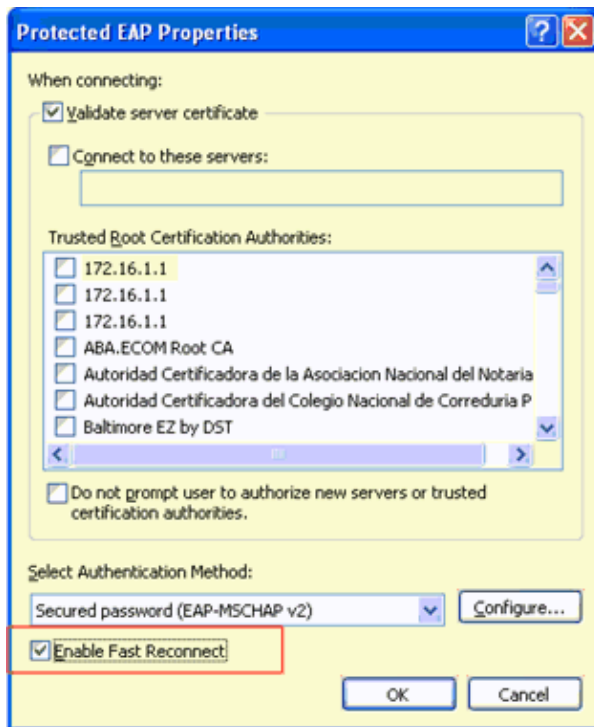 Protected EAP Properties
When connecting:
Validate server certificate
Connect to these servers:
Trusted Root Certification Authorities:
172.16.1.1
172.16.1.1
172.16.1.1
ABA.ECOM Root CA
Autoridad Certificadora de la Asociacion Nacional del Notaria
Autoridad Certificadora del Colegio Nacional de Correduria P
Baltimore EZ by DST
Do not prompt user to authorize new servers or trusted
certification authorities.
Select Authentication Method:
Secured password (EAP-MSCHAP v2)
Configure...
Enable Fast Reconnect
OK
Cancel